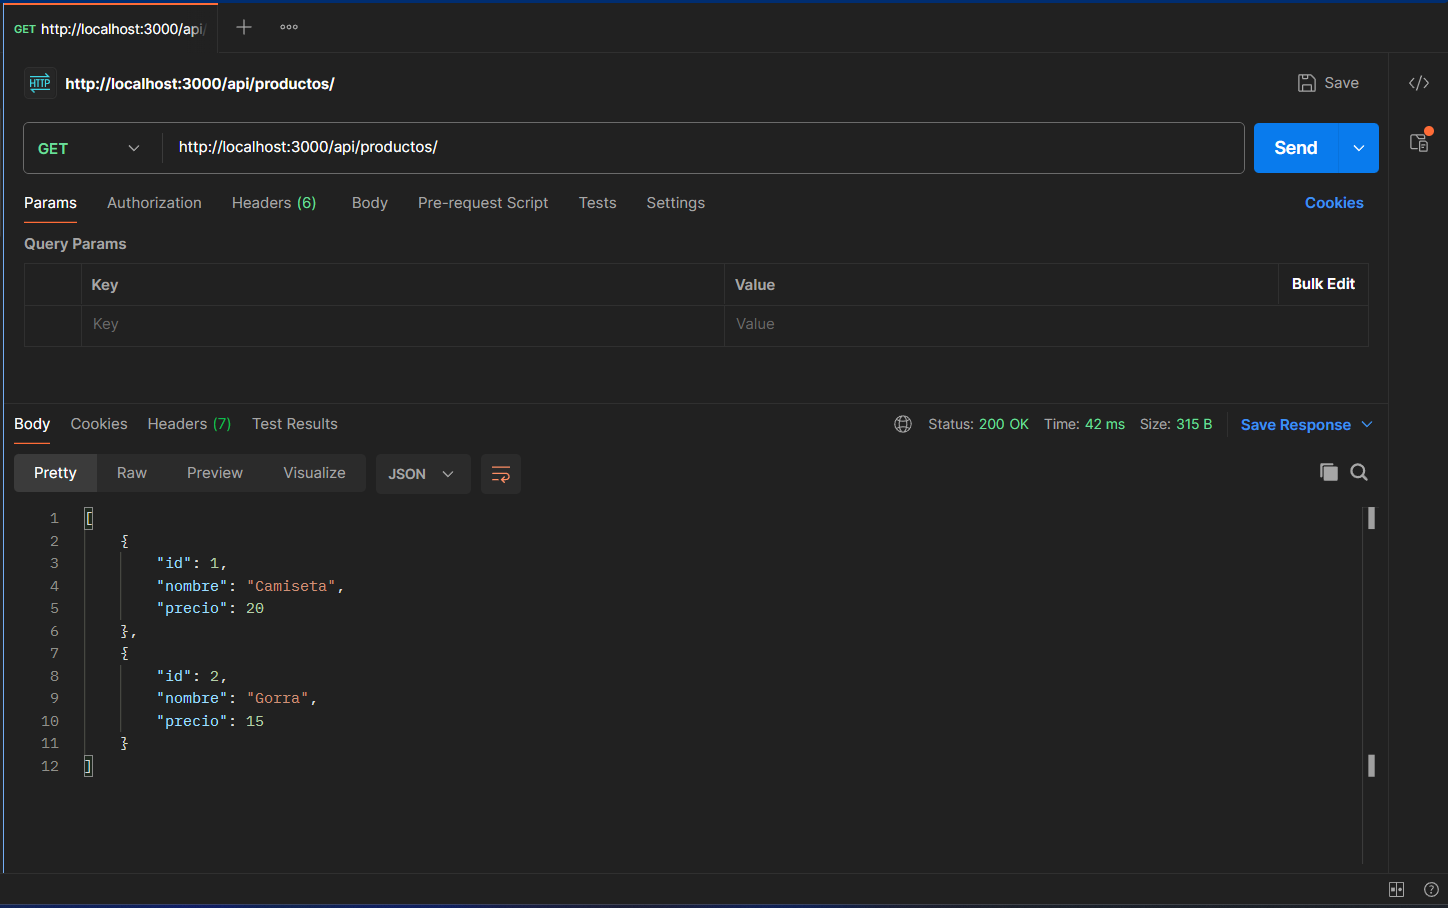 GET http://localhost:3000/api/
HTTP http://localhost:3000/api/productos/
Save
GET http://localhost:3000/api/productos/
Send
Params Authorization Headers (6) Body Pre-request Script Tests Settings
Cookies
Query Params
Key Value Bulk Edit
Key Value
Body Cookies Headers (7) Test Results
Status: 200 OK Time: 42 ms Size: 315 B Save Response
Pretty Raw Preview Visualize JSON
1 [
2 {
3 "id": 1,
4 "nombre": "Camiseta",
5 "precio": 20
6 },
7 {
8 "id": 2,
9 "nombre": "Gorra",
10 "precio": 15
11 }
12 ]